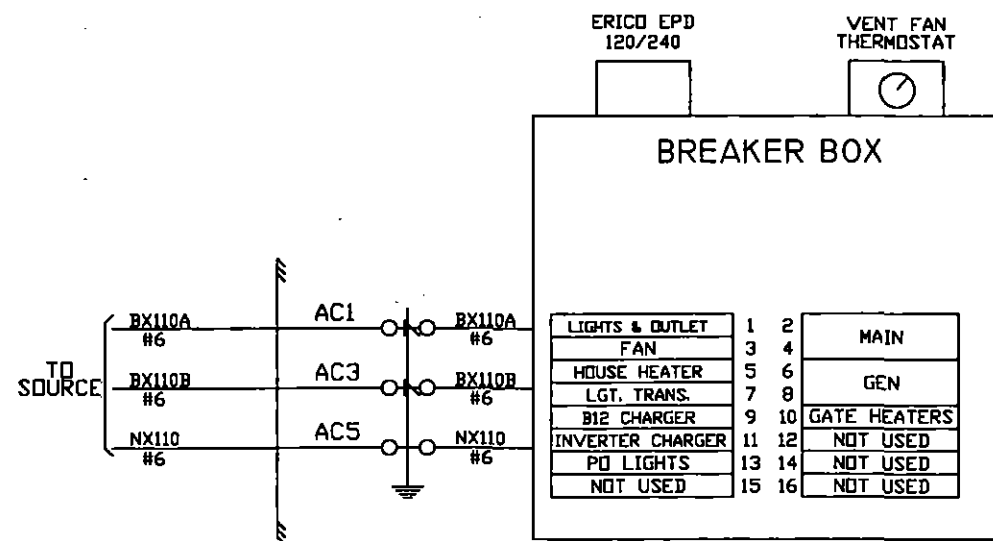 ERICO EPD
120/240
VENT FAN
THERMOSTAT
BREAKER BOX
TO
SOURCE
BX110A
#6
AC1
BX110A
#6
BX110B
#6
AC3
BX110B
#6
NX110
#6
AC5
NX110
#6
LIGHTS & OUTLET 1 2 MAIN
FAN 3 4
HOUSE HEATER 5 6 GEN
LGT. TRANS. 7 8
B12 CHARGER 9 10 GATE HEATERS
INVERTER CHARGER 11 12 NOT USED
PO LIGHTS 13 14 NOT USED
NOT USED 15 16 NOT USED